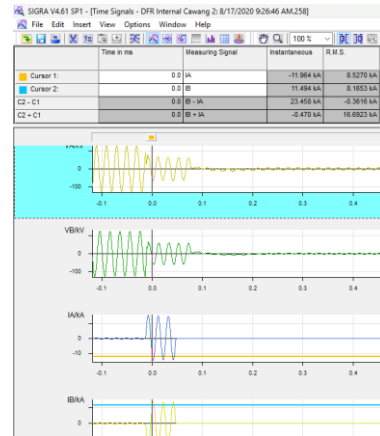 SIGRA V4.61 SP1 - [Time Signals - DFR Internal Cawang 2: 8/17/2020 9:26:46 AM.258]
File Edit Insert View Options Window Help
100 %
Time in ms Measuring Signal Instantaneous R.M.S.
Cursor 1: 0.0 IA -11.964 kA 8.5270 kA
Cursor 2: 0.0 IB 11.494 kA 8.1653 kA
C2 - C1 0.0 IB - IA 23.458 kA -0.3616 kA
C2 + C1 0.0 IB + IA -0.470 kA 16.6923 kA
0
-100
-0.1 0.0 0.1 0.2 0.3 0.4
VB/kV
0
-100
-0.1 0.0 0.1 0.2 0.3 0.4
IA/kA
0
-10
-0.1 0.0 0.1 0.2 0.3 0.4
IB/kA
0